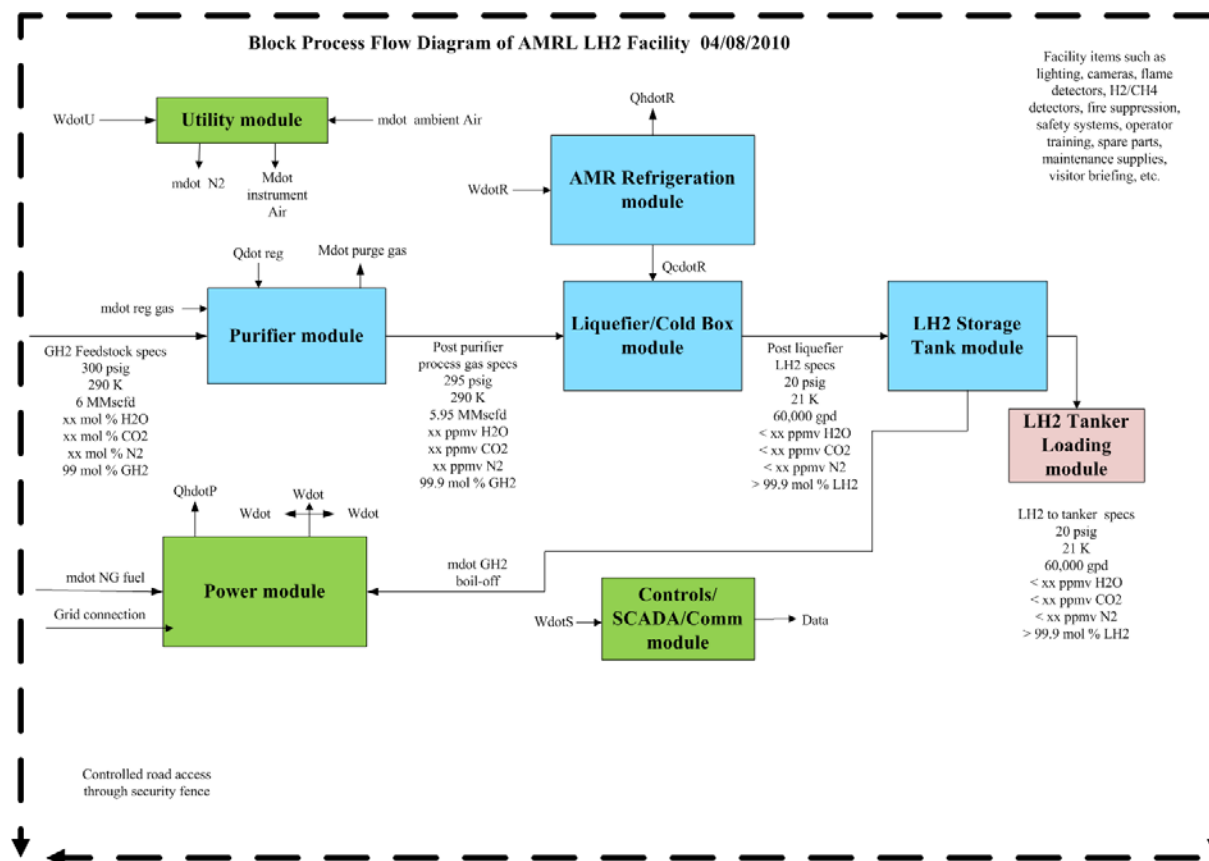 Block Process Flow Diagram of AMRL LH2 Facility  04/08/2010
Facility items such as
lighting, cameras, flame
detectors, H2/CH4
detectors, fire suppression,
safety systems, operator
training, spare parts,
maintenance supplies,
visitor briefing, etc.
WdotU
Utility module
mdot  ambient Air
mdot  N2
Mdot
instrument
Air
QhdotR
WdotR
AMR Refrigeration
module
QcdotR
Qdot reg
Mdot purge gas
mdot reg gas
Purifier module
Liquefier/Cold Box
module
LH2 Storage
Tank module
GH2 Feedstock specs
300 psig
290 K
6 MMscfd
xx mol % H2O
xx mol % CO2
xx mol % N2
99 mol % GH2
Post purifier
process gas specs
295 psig
290 K
5.95 MMscfd
xx ppmv H2O
xx ppmv CO2
xx ppmv N2
99.9 mol % GH2
Post liquefier
LH2 specs
20 psig
21 K
60,000 gpd
< xx ppmv H2O
< xx ppmv CO2
< xx ppmv N2
> 99.9 mol % LH2
LH2 Tanker
Loading
module
LH2 to tanker  specs
20 psig
21 K
60,000 gpd
< xx ppmv H2O
< xx ppmv CO2
< xx ppmv N2
> 99.9 mol % LH2
QhdotP
Wdot
Wdot
Wdot
mdot NG fuel
Grid connection
Power module
mdot GH2
boil-off
WdotS
Controls/
SCADA/Comm
module
Data
Controlled road access
through security fence